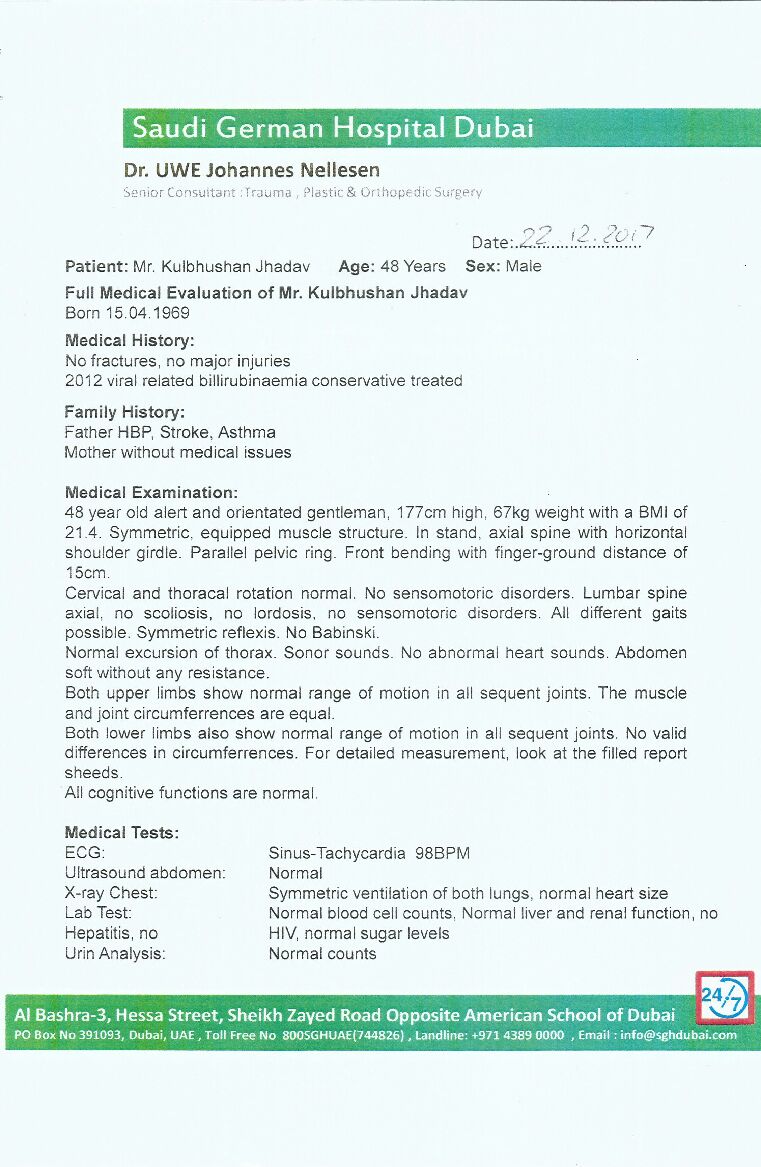 Saudi German Hospital Dubai
Dr. UWE Johannes Nellesen
Senior Consultant : Trauma , Plastic & Orthopedic Surgery
Date:..22.12.2017
Patient: Mr. Kulbhushan Jhadav Age: 48 Years Sex: Male
Full Medical Evaluation of Mr. Kulbhushan Jhadav
Born 15.04.1969
Medical History:
No fractures, no major injuries
2012 viral related billirubinaemia conservative treated
Family History:
Father HBP, Stroke, Asthma
Mother without medical issues
Medical Examination:
48 year old alert and orientated gentleman, 177cm high, 67kg weight with a BMI of
21.4. Symmetric, equipped muscle structure. In stand, axial spine with horizontal
shoulder girdle. Parallel pelvic ring. Front bending with finger-ground distance of
15cm.
Cervical and thoracal rotation normal. No sensomotoric disorders. Lumbar spine
axial, no scoliosis, no lordosis, no sensomotoric disorders. All different gaits
possible. Symmetric reflexis. No Babinski.
Normal excursion of thorax. Sonor sounds. No abnormal heart sounds. Abdomen
soft without any resistance.
Both upper limbs show normal range of motion in all sequent joints. The muscle
and joint circumferrences are equal.
Both lower limbs also show normal range of motion in all sequent joints. No valid
differences in circumferrences. For detailed measurement, look at the filled report
sheeds.
All cognitive functions are normal.
Medical Tests:
ECG: Sinus-Tachycardia 98BPM
Ultrasound abdomen: Normal
X-ray Chest: Symmetric ventilation of both lungs, normal heart size
Lab Test: Normal blood cell counts, Normal liver and renal function, no
Hepatitis, no HIV, normal sugar levels
Urin Analysis: Normal counts
24/7
Al Bashra-3, Hessa Street, Sheikh Zayed Road Opposite American School of Dubai
PO Box No 391093, Dubai, UAE , Toll Free No 800SGHUAE(744826) , Landline: +971 4389 0000 , Email : info@sghdubai.com